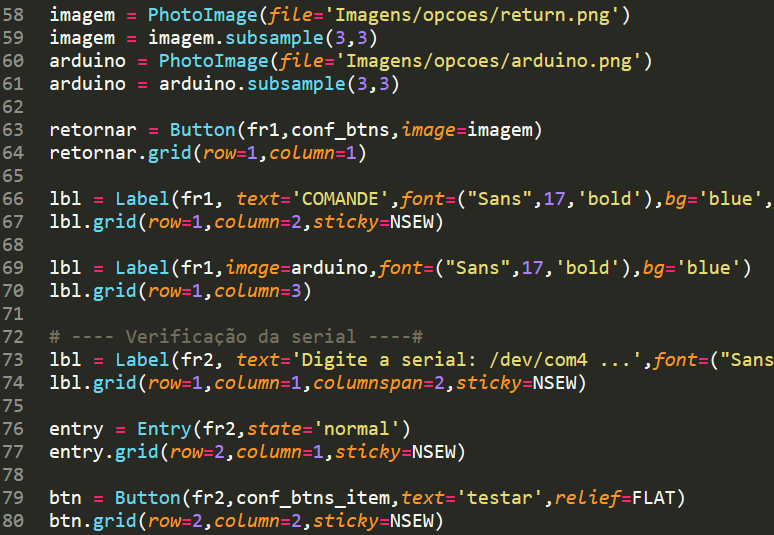 58 imagem = PhotoImage(file='Imagens/opcoes/return.png')
59 imagem = imagem.subsample(3,3)
60 arduino = PhotoImage(file='Imagens/opcoes/arduino.png')
61 arduino = arduino.subsample(3,3)
62
63 retornar = Button(fr1,conf_btns,image=imagem)
64 retornar.grid(row=1,column=1)
65
66 lbl = Label(fr1, text='COMANDE',font=("Sans",17,'bold'),bg='blue',
67 lbl.grid(row=1,column=2,sticky=NSEW)
68
69 lbl = Label(fr1,image=arduino,font=("Sans",17,'bold'),bg='blue')
70 lbl.grid(row=1,column=3)
71
72 # ---- Verificação da serial ----#
73 lbl = Label(fr2, text='Digite a serial: /dev/com4 ...',font=("Sans
74 lbl.grid(row=1,column=1,columnspan=2,sticky=NSEW)
75
76 entry = Entry(fr2,state='normal')
77 entry.grid(row=2,column=1,sticky=NSEW)
78
79 btn = Button(fr2,conf_btns_item,text='testar',relief=FLAT)
80 btn.grid(row=2,column=2,sticky=NSEW)